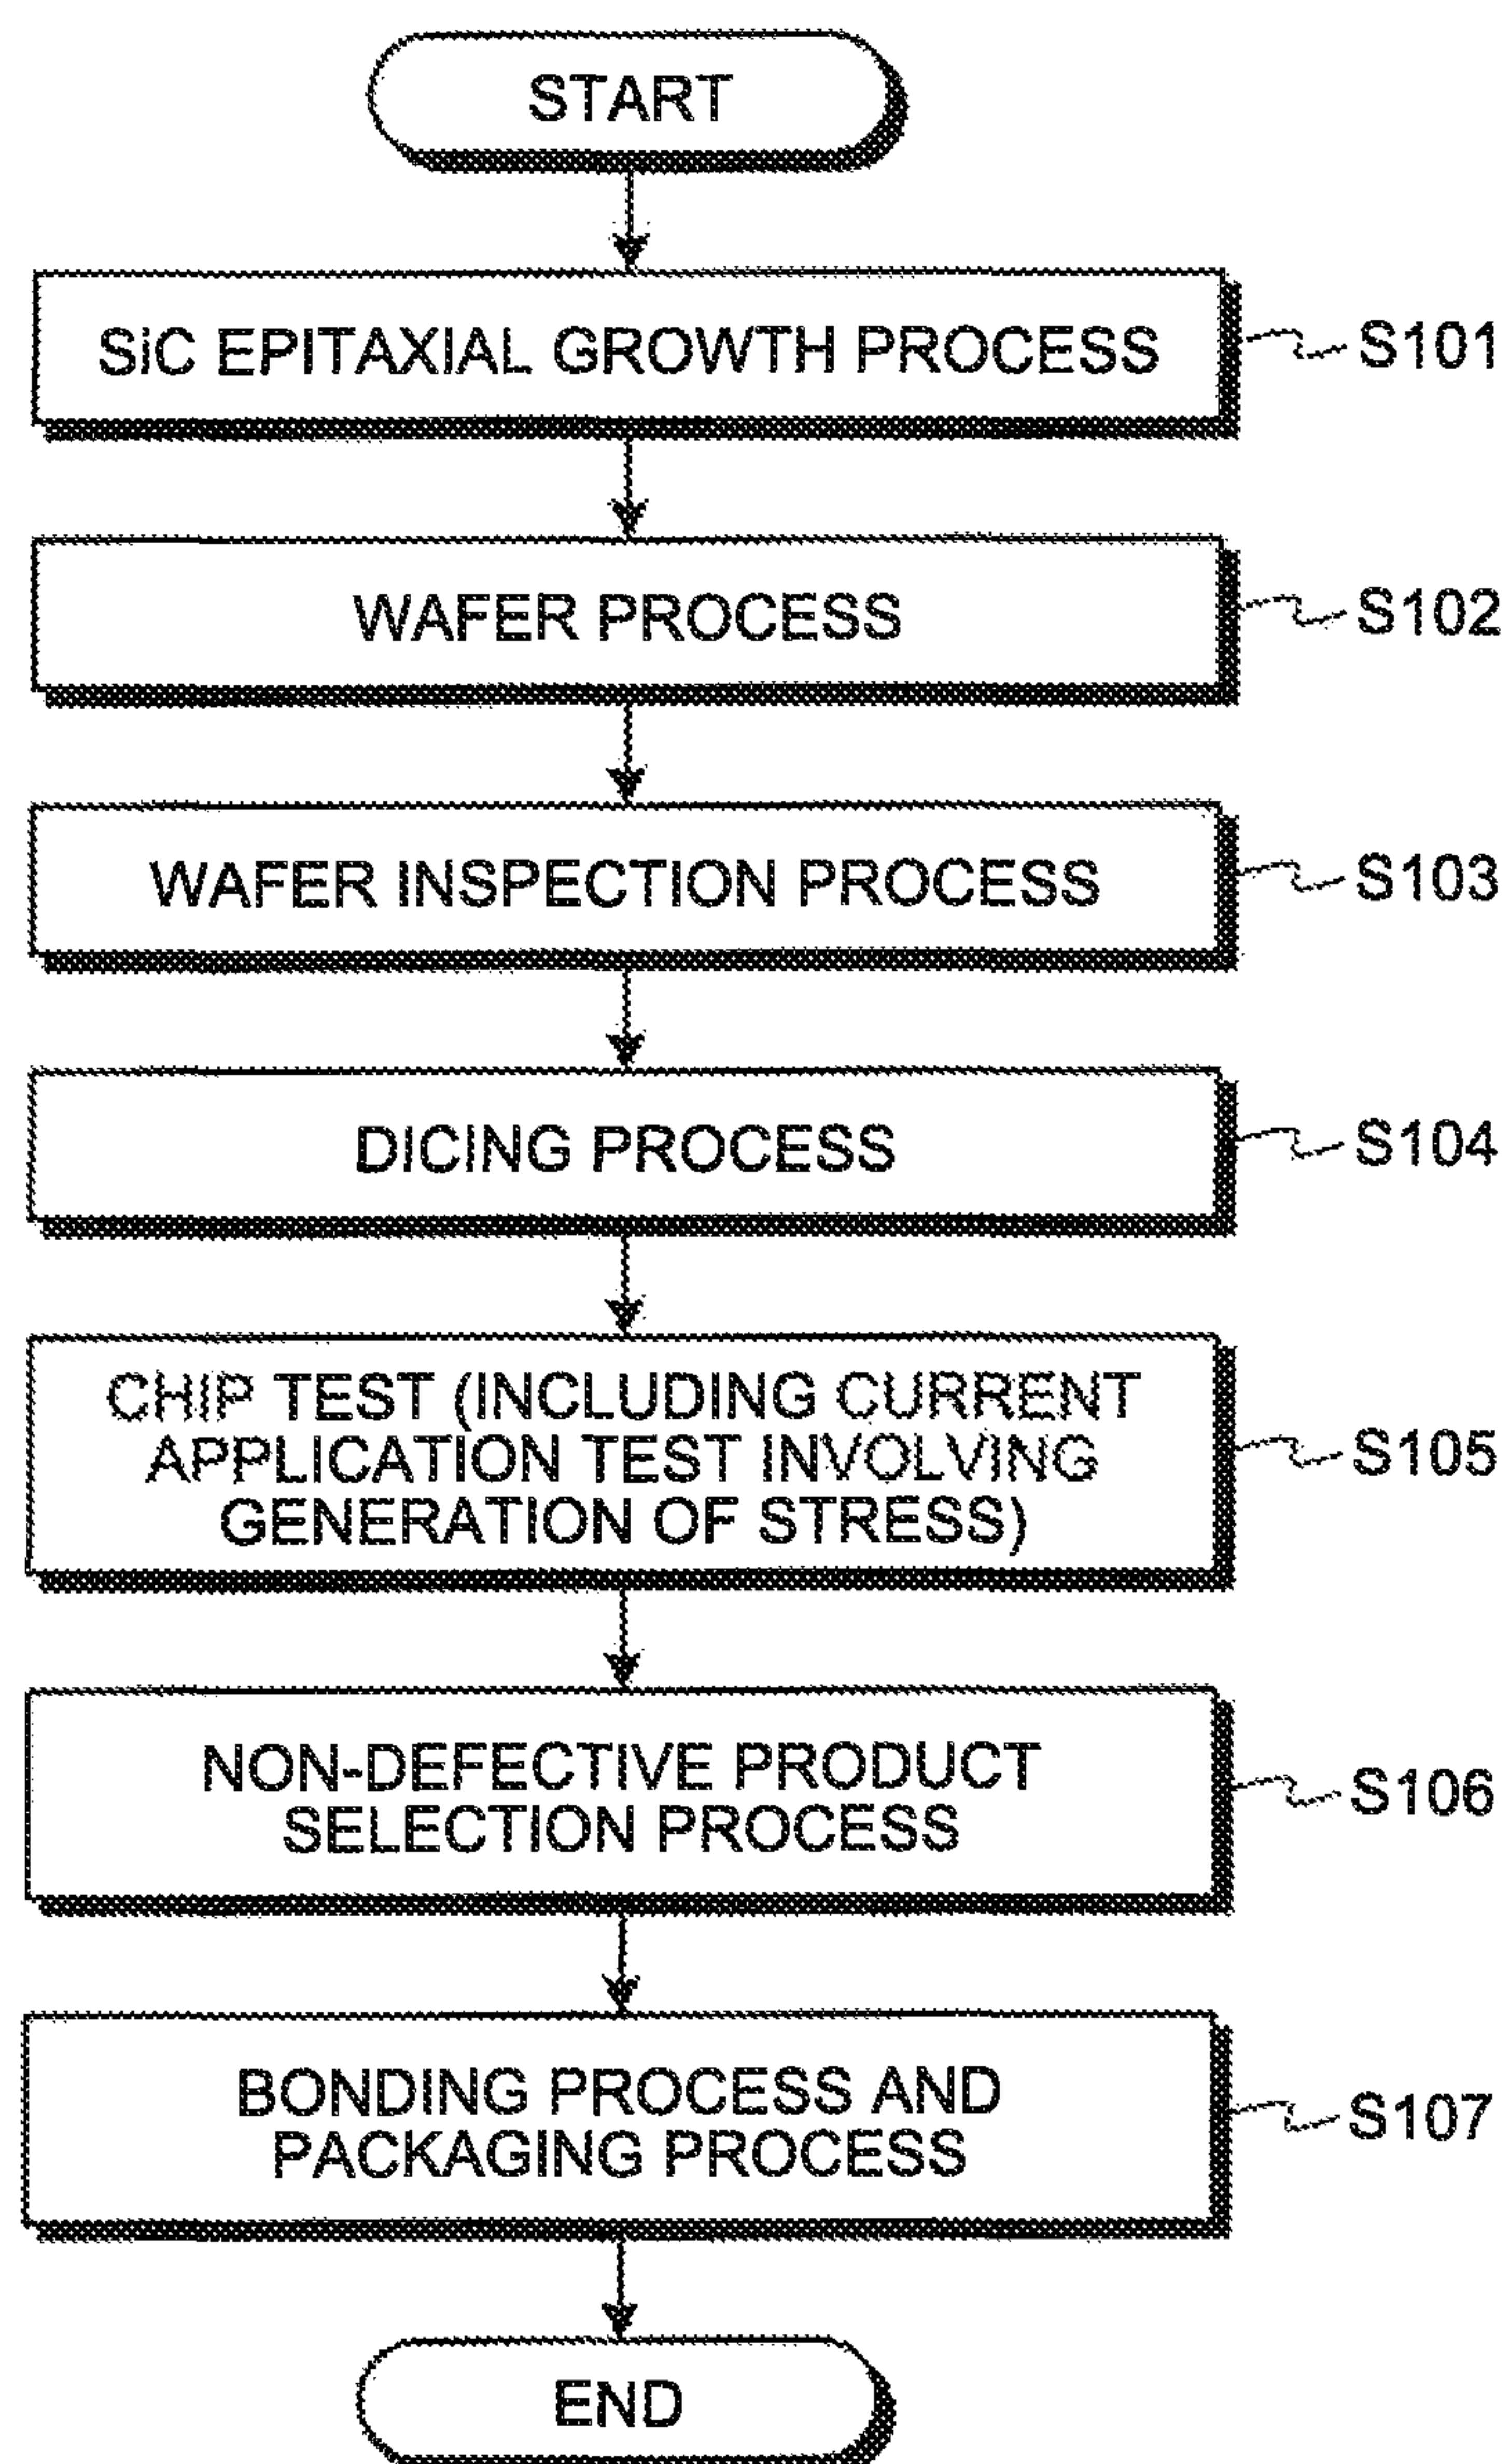 START
SiC EPITAXIAL GROWTH PROCESS
S101
WAFER PROCESS
S102
WAFER INSPECTION PROCESS
S103
DICING PROCESS
S104
CHIP TEST (INCLUDING CURRENT
APPLICATION TEST INVOLVING
GENERATION OF STRESS)
S105
NON-DEFECTIVE PRODUCT
SELECTION PROCESS
S106
BONDING PROCESS AND
PACKAGING PROCESS
S107
END